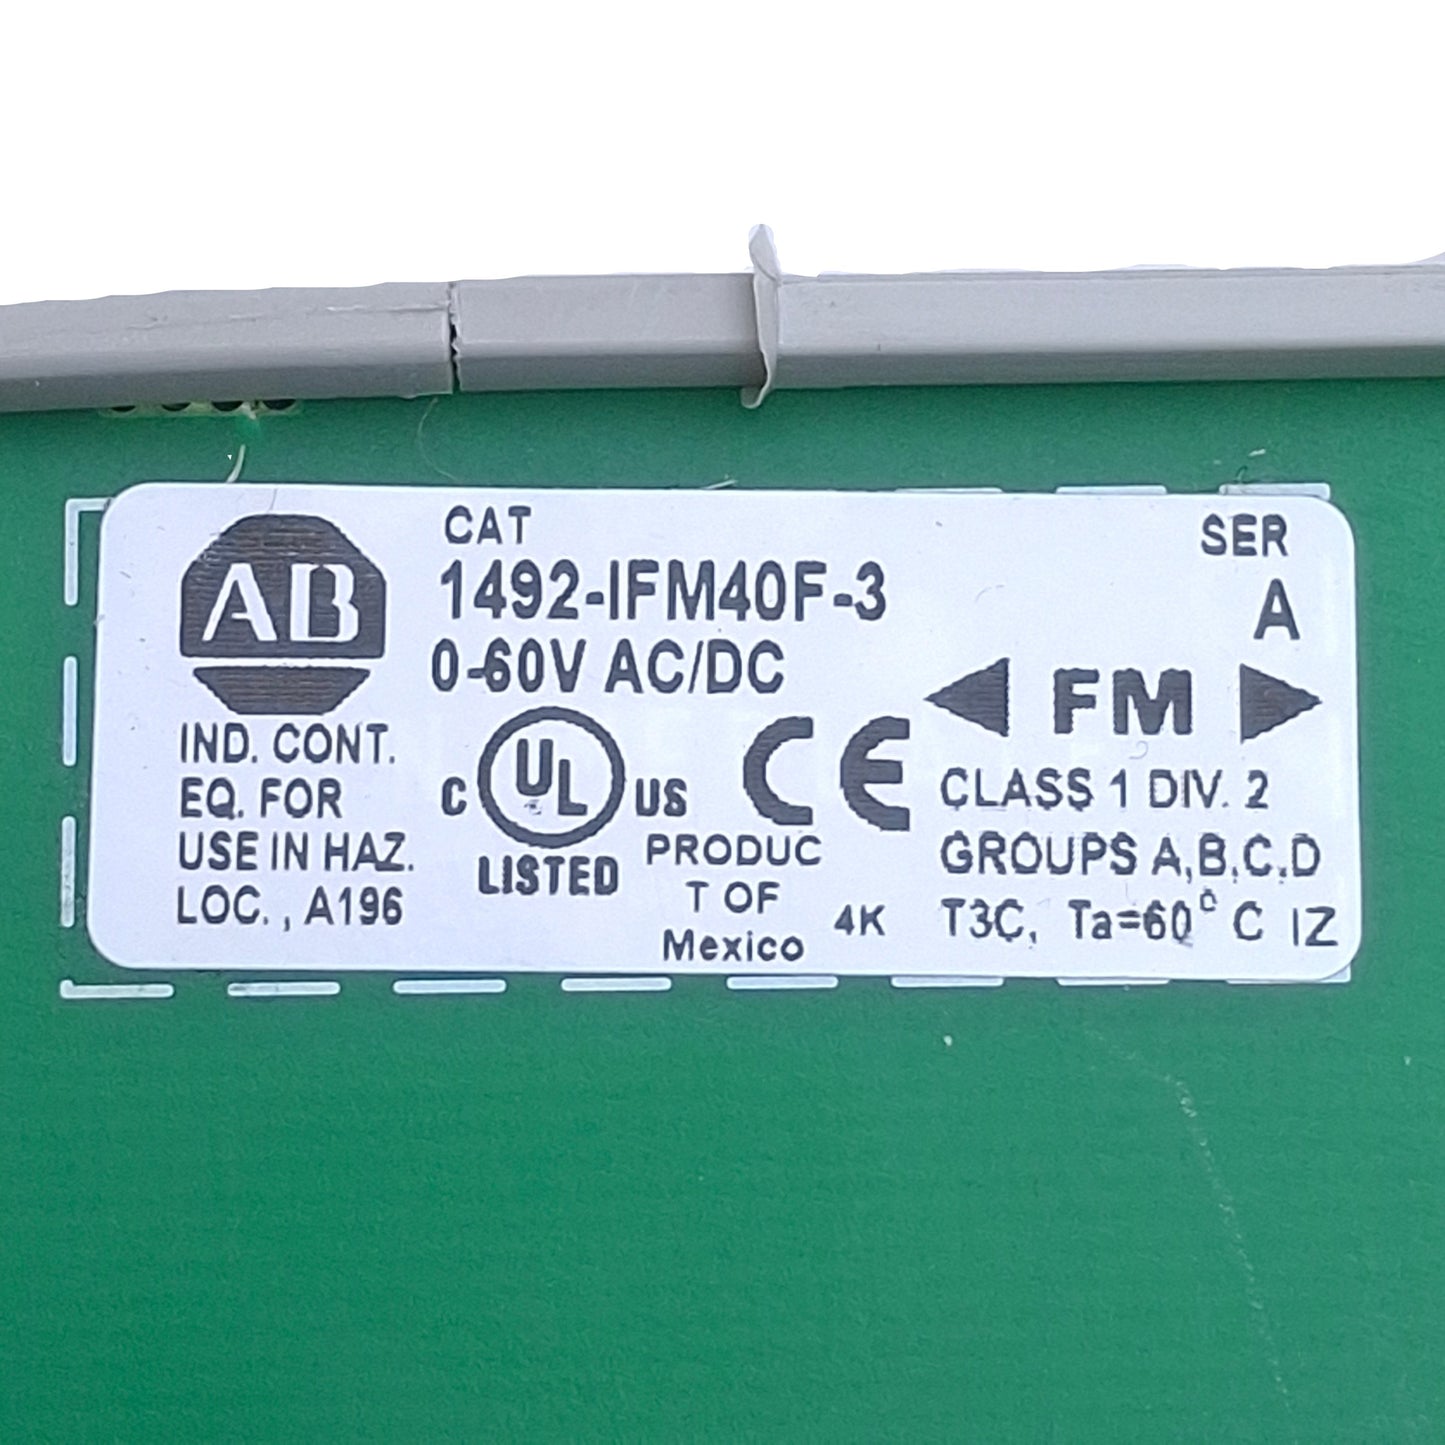 AB
IND. CONT.
EQ. FOR
USE IN HAZ.
LOC. , A196
CAT
1492-IFM40F-3
0-60V AC/DC
C UL US
LISTED
CE
PRODUC
T OF
Mexico
4K
SER
A
FM
CLASS 1 DIV. 2
GROUPS A,B,C,D
T3C, Ta=60° C IZ